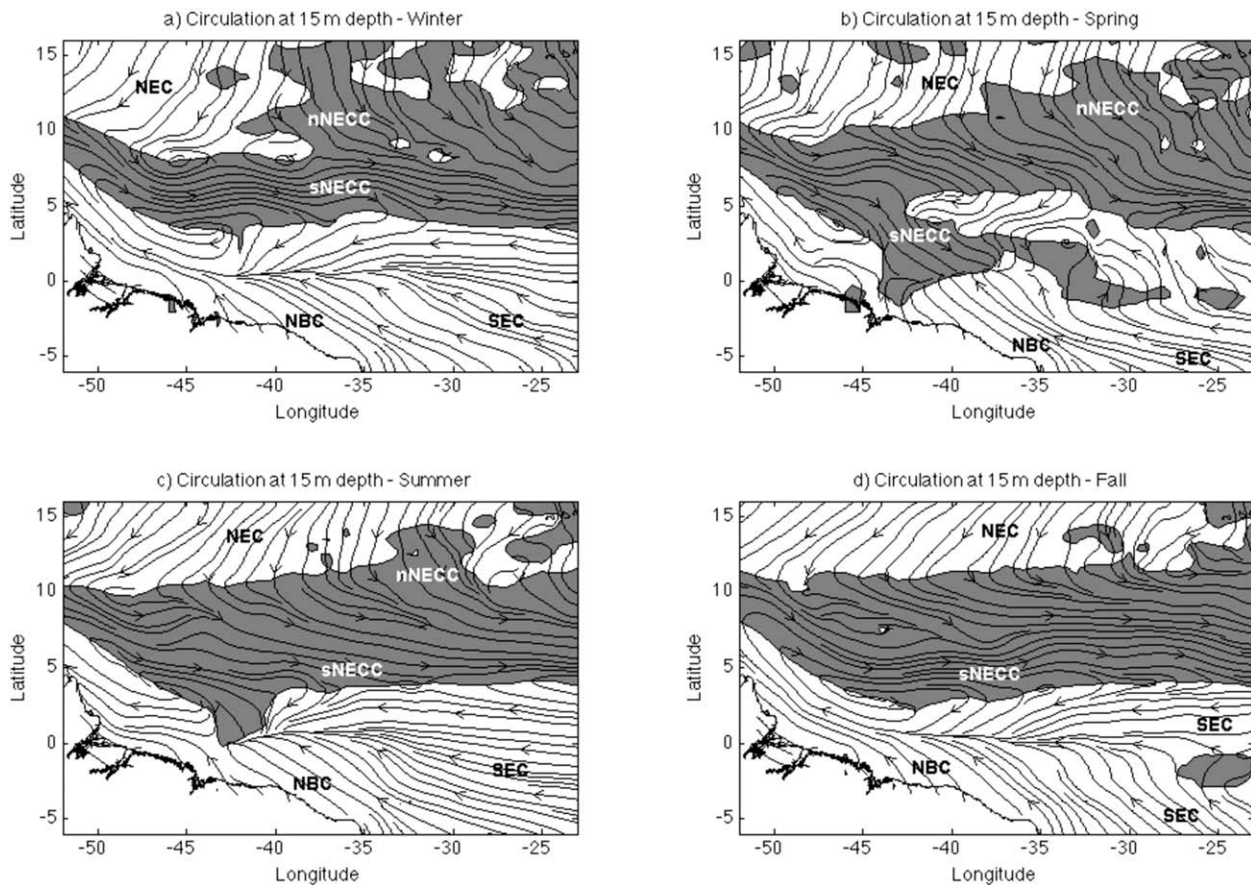 a) Circulation at 15 m depth - Winter
15
10
5
0
-5
Latitude
NEC
nNECC
sNECC
NBC
SEC
-50 -45 -40 -35 -30 -25
Longitude
b) Circulation at 15 m depth - Spring
15
10
5
0
-5
Latitude
NEC
nNECC
sNECC
NBC
SEC
-50 -45 -40 -35 -30 -25
Longitude
c) Circulation at 15 m depth - Summer
15
10
5
0
-5
Latitude
NEC
nNECC
sNECC
NBC
SEC
-50 -45 -40 -35 -30 -25
Longitude
d) Circulation at 15 m depth - Fall
15
10
5
0
-5
Latitude
NEC
sNECC
SEC
NBC
SEC
-50 -45 -40 -35 -30 -25
Longitude